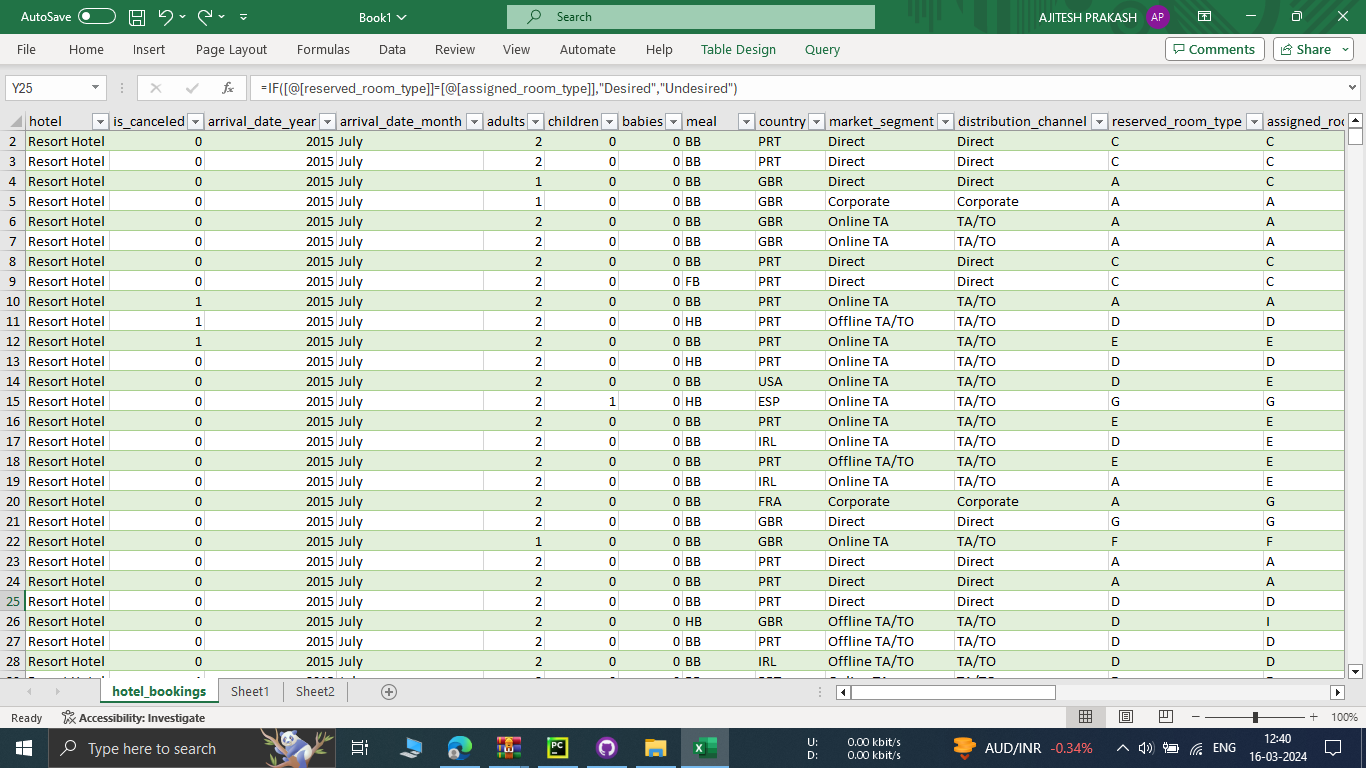 AutoSave Book1 Search AJITESH PRAKASH AP
File Home Insert Page Layout Formulas Data Review View Automate Help Table Design Query Comments Share
Y25 fx =IF([@[reserved_room_type]]=[@[assigned_room_type]],"Desired","Undesired")
hotel is_canceled arrival_date_year arrival_date_month adults children babies meal country market_segment distribution_channel reserved_room_type assigned_roo
2 Resort Hotel 0 2015 July 2 0 0 BB PRT Direct Direct C C
3 Resort Hotel 0 2015 July 2 0 0 BB PRT Direct Direct C C
4 Resort Hotel 0 2015 July 1 0 0 BB GBR Direct Direct A C
5 Resort Hotel 0 2015 July 1 0 0 BB GBR Corporate Corporate A A
6 Resort Hotel 0 2015 July 2 0 0 BB GBR Online TA TA/TO A A
7 Resort Hotel 0 2015 July 2 0 0 BB GBR Online TA TA/TO A A
8 Resort Hotel 0 2015 July 2 0 0 BB PRT Direct Direct C C
9 Resort Hotel 0 2015 July 2 0 0 FB PRT Direct Direct C C
10 Resort Hotel 1 2015 July 2 0 0 BB PRT Online TA TA/TO A A
11 Resort Hotel 1 2015 July 2 0 0 HB PRT Offline TA/TO TA/TO D D
12 Resort Hotel 1 2015 July 2 0 0 BB PRT Online TA TA/TO E E
13 Resort Hotel 0 2015 July 2 0 0 HB PRT Online TA TA/TO D D
14 Resort Hotel 0 2015 July 2 0 0 BB USA Online TA TA/TO D E
15 Resort Hotel 0 2015 July 2 1 0 HB ESP Online TA TA/TO G G
16 Resort Hotel 0 2015 July 2 0 0 BB PRT Online TA TA/TO E E
17 Resort Hotel 0 2015 July 2 0 0 BB IRL Online TA TA/TO D E
18 Resort Hotel 0 2015 July 2 0 0 BB PRT Offline TA/TO TA/TO E E
19 Resort Hotel 0 2015 July 2 0 0 BB IRL Online TA TA/TO A E
20 Resort Hotel 0 2015 July 2 0 0 BB FRA Corporate Corporate A G
21 Resort Hotel 0 2015 July 2 0 0 BB GBR Direct Direct G G
22 Resort Hotel 0 2015 July 1 0 0 BB GBR Online TA TA/TO F F
23 Resort Hotel 0 2015 July 2 0 0 BB PRT Direct Direct A A
24 Resort Hotel 0 2015 July 2 0 0 BB PRT Direct Direct A A
25 Resort Hotel 0 2015 July 2 0 0 BB PRT Direct Direct D D
26 Resort Hotel 0 2015 July 2 0 0 HB GBR Offline TA/TO TA/TO D I
27 Resort Hotel 0 2015 July 2 0 0 BB PRT Offline TA/TO TA/TO D D
28 Resort Hotel 0 2015 July 2 0 0 BB IRL Offline TA/TO TA/TO D D
hotel_bookings Sheet1 Sheet2
Ready Accessibility: Investigate 100%
Type here to search PC U: 0.00 kbit/s AUD/INR -0.34% ENG 12:40
D: 0.00 kbit/s 16-03-2024